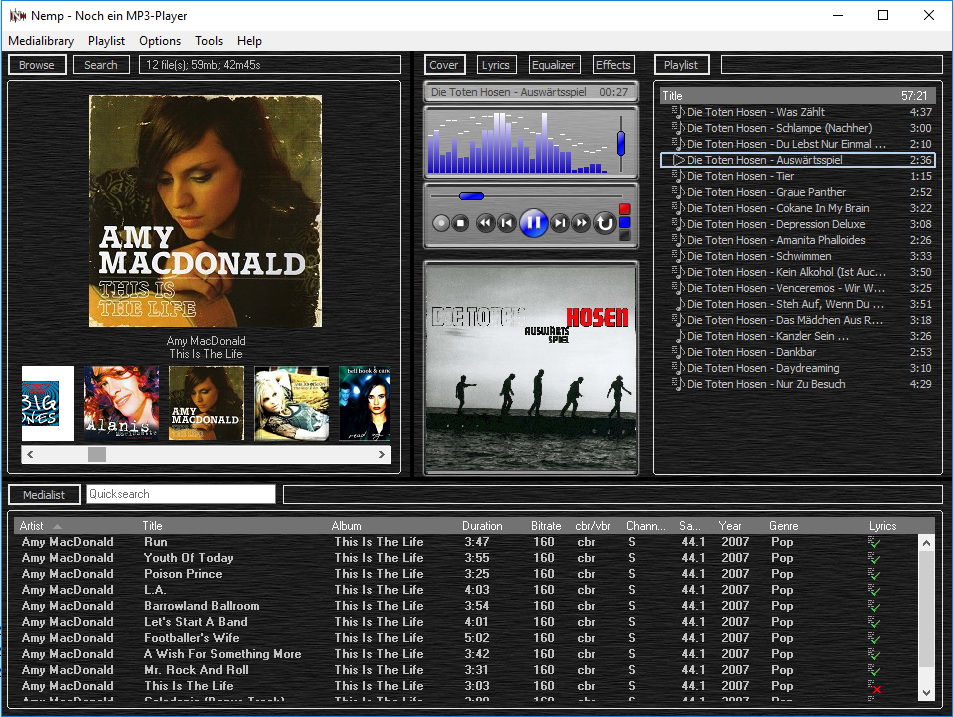 Nemp - Noch ein MP3-Player
Medialibrary Playlist Options Tools Help
Browse Search 12 file(s); 59mb; 42m45s
AMY
MACDONALD
THIS IS
THE LIFE
Amy MacDonald
This Is The Life
BIG
ONES
Alanis
AMY
MACDONALD
THIS IS
THE LIFE
Cover Lyrics Equalizer Effects
Die Toten Hosen - Auswärtsspiel 00:27
DIE TOTEN HOSEN
AUSWÄRTS
SPIEL
Playlist
Title 57:21
Die Toten Hosen - Was Zählt 4:37
Die Toten Hosen - Schlampe (Nachher) 3:00
Die Toten Hosen - Du Lebst Nur Einmal ... 2:10
Die Toten Hosen - Auswärtsspiel 2:36
Die Toten Hosen - Tier 1:15
Die Toten Hosen - Graue Panther 2:52
Die Toten Hosen - Cokane In My Brain 3:22
Die Toten Hosen - Depression Deluxe 3:08
Die Toten Hosen - Amanita Phalloides 2:26
Die Toten Hosen - Schwimmen 3:33
Die Toten Hosen - Kein Alkohol (Ist Auc... 3:50
Die Toten Hosen - Venceremos - Wir W... 3:25
Die Toten Hosen - Steh Auf, Wenn Du ... 3:51
Die Toten Hosen - Das Mädchen Aus R... 3:18
Die Toten Hosen - Kanzler Sein ... 3:26
Die Toten Hosen - Dankbar 2:53
Die Toten Hosen - Daydreaming 3:10
Die Toten Hosen - Nur Zu Besuch 4:29
Medialist Quicksearch
Artist Title Album Duration Bitrate cbr/vbr Chann... Sa... Year Genre Lyrics
Amy MacDonald Run This Is The Life 3:47 160 cbr S 44.1 2007 Pop
Amy MacDonald Youth Of Today This Is The Life 3:55 160 cbr S 44.1 2007 Pop
Amy MacDonald Poison Prince This Is The Life 3:25 160 cbr S 44.1 2007 Pop
Amy MacDonald L.A. This Is The Life 4:03 160 cbr S 44.1 2007 Pop
Amy MacDonald Barrowland Ballroom This Is The Life 3:54 160 cbr S 44.1 2007 Pop
Amy MacDonald Let's Start A Band This Is The Life 4:01 160 cbr S 44.1 2007 Pop
Amy MacDonald Footballer's Wife This Is The Life 5:02 160 cbr S 44.1 2007 Pop
Amy MacDonald A Wish For Something More This Is The Life 3:42 160 cbr S 44.1 2007 Pop
Amy MacDonald Mr. Rock And Roll This Is The Life 3:31 160 cbr S 44.1 2007 Pop
Amy MacDonald This Is The Life This Is The Life 3:03 160 cbr S 44.1 2007 Pop